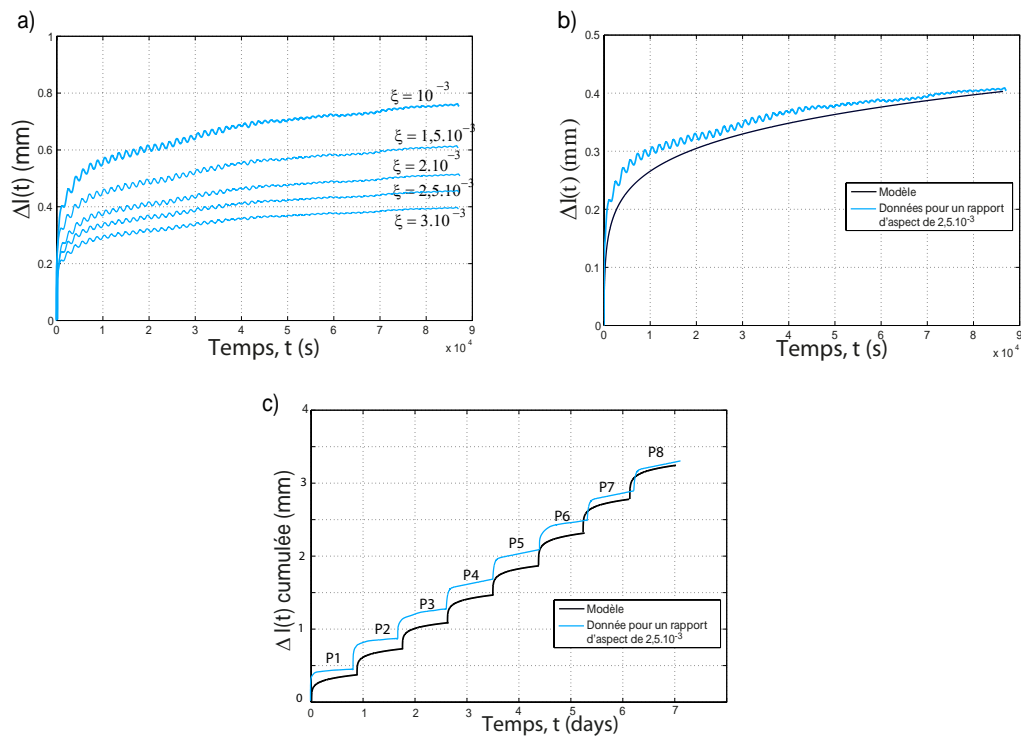 a)
1
0.8
0.6
0.4
0.2
0
Δl(t) (mm)
ξ = 10⁻³
ξ = 1,5.10⁻³
ξ = 2.10⁻³
ξ = 2,5.10⁻³
ξ = 3.10⁻³
0 1 2 3 4 5 6 7 8 9
Temps, t (s)
x 10⁴
b)
0.5
0.4
0.3
0.2
0.1
0
Δl(t) (mm)
Modèle
Données pour un rapport
d'aspect de 2,5.10⁻³
0 1 2 3 4 5 6 7 8 9
Temps, t (s)
x 10⁴
c)
4
3
2
1
0
Δ l(t) cumulée (mm)
P1
P2
P3
P4
P5
P6
P7
P8
Modèle
Donnée pour un rapport
d'aspect de 2,5.10⁻³
0 1 2 3 4 5 6 7
Temps, t (days)